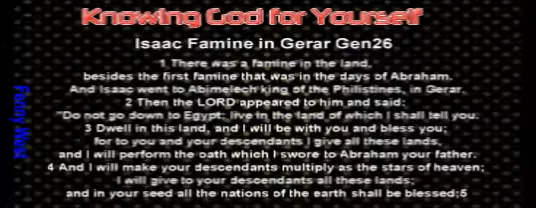 Knowing God for Yourself
Isaac Famine in Gerar Gen26
1 There was a famine in the land,
besides the first famine that was in the days of Abraham.
And Isaac went to Abimelech king of the Philistines, in Gerar.
2 Then the LORD appeared to him and said:
"Do not go down to Egypt; live in the land of which I shall tell you.
3 Dwell in this land, and I will be with you and bless you;
for to you and your descendants I give all these lands,
and I will perform the oath which I swore to Abraham your father.
4 And I will make your descendants multiply as the stars of heaven;
I will give to your descendants all these lands;
and in your seed all the nations of the earth shall be blessed;5
West